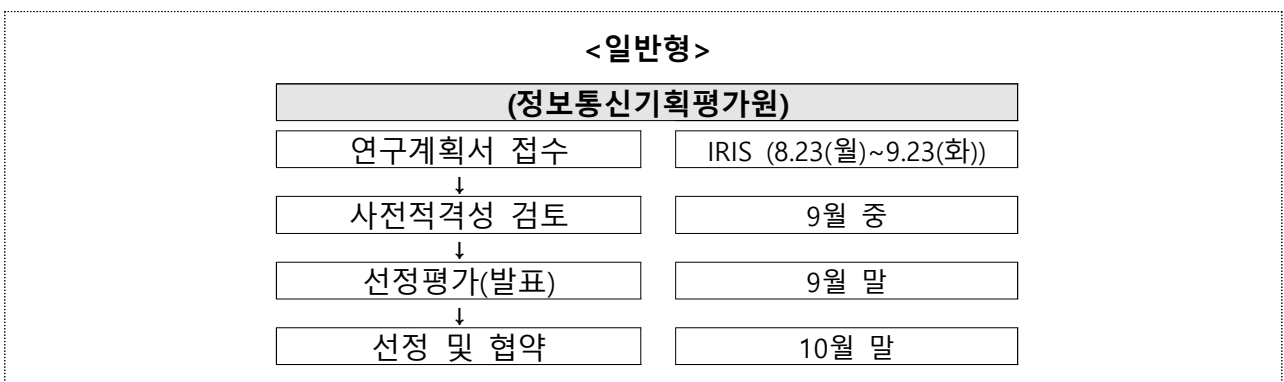 <일반형>
(정보통신기획평가원)
연구계획서 접수 IRIS (8.23(월)~9.23(화))
↓
사전적격성 검토 9월 중
↓
선정평가(발표) 9월 말
↓
선정 및 협약 10월 말